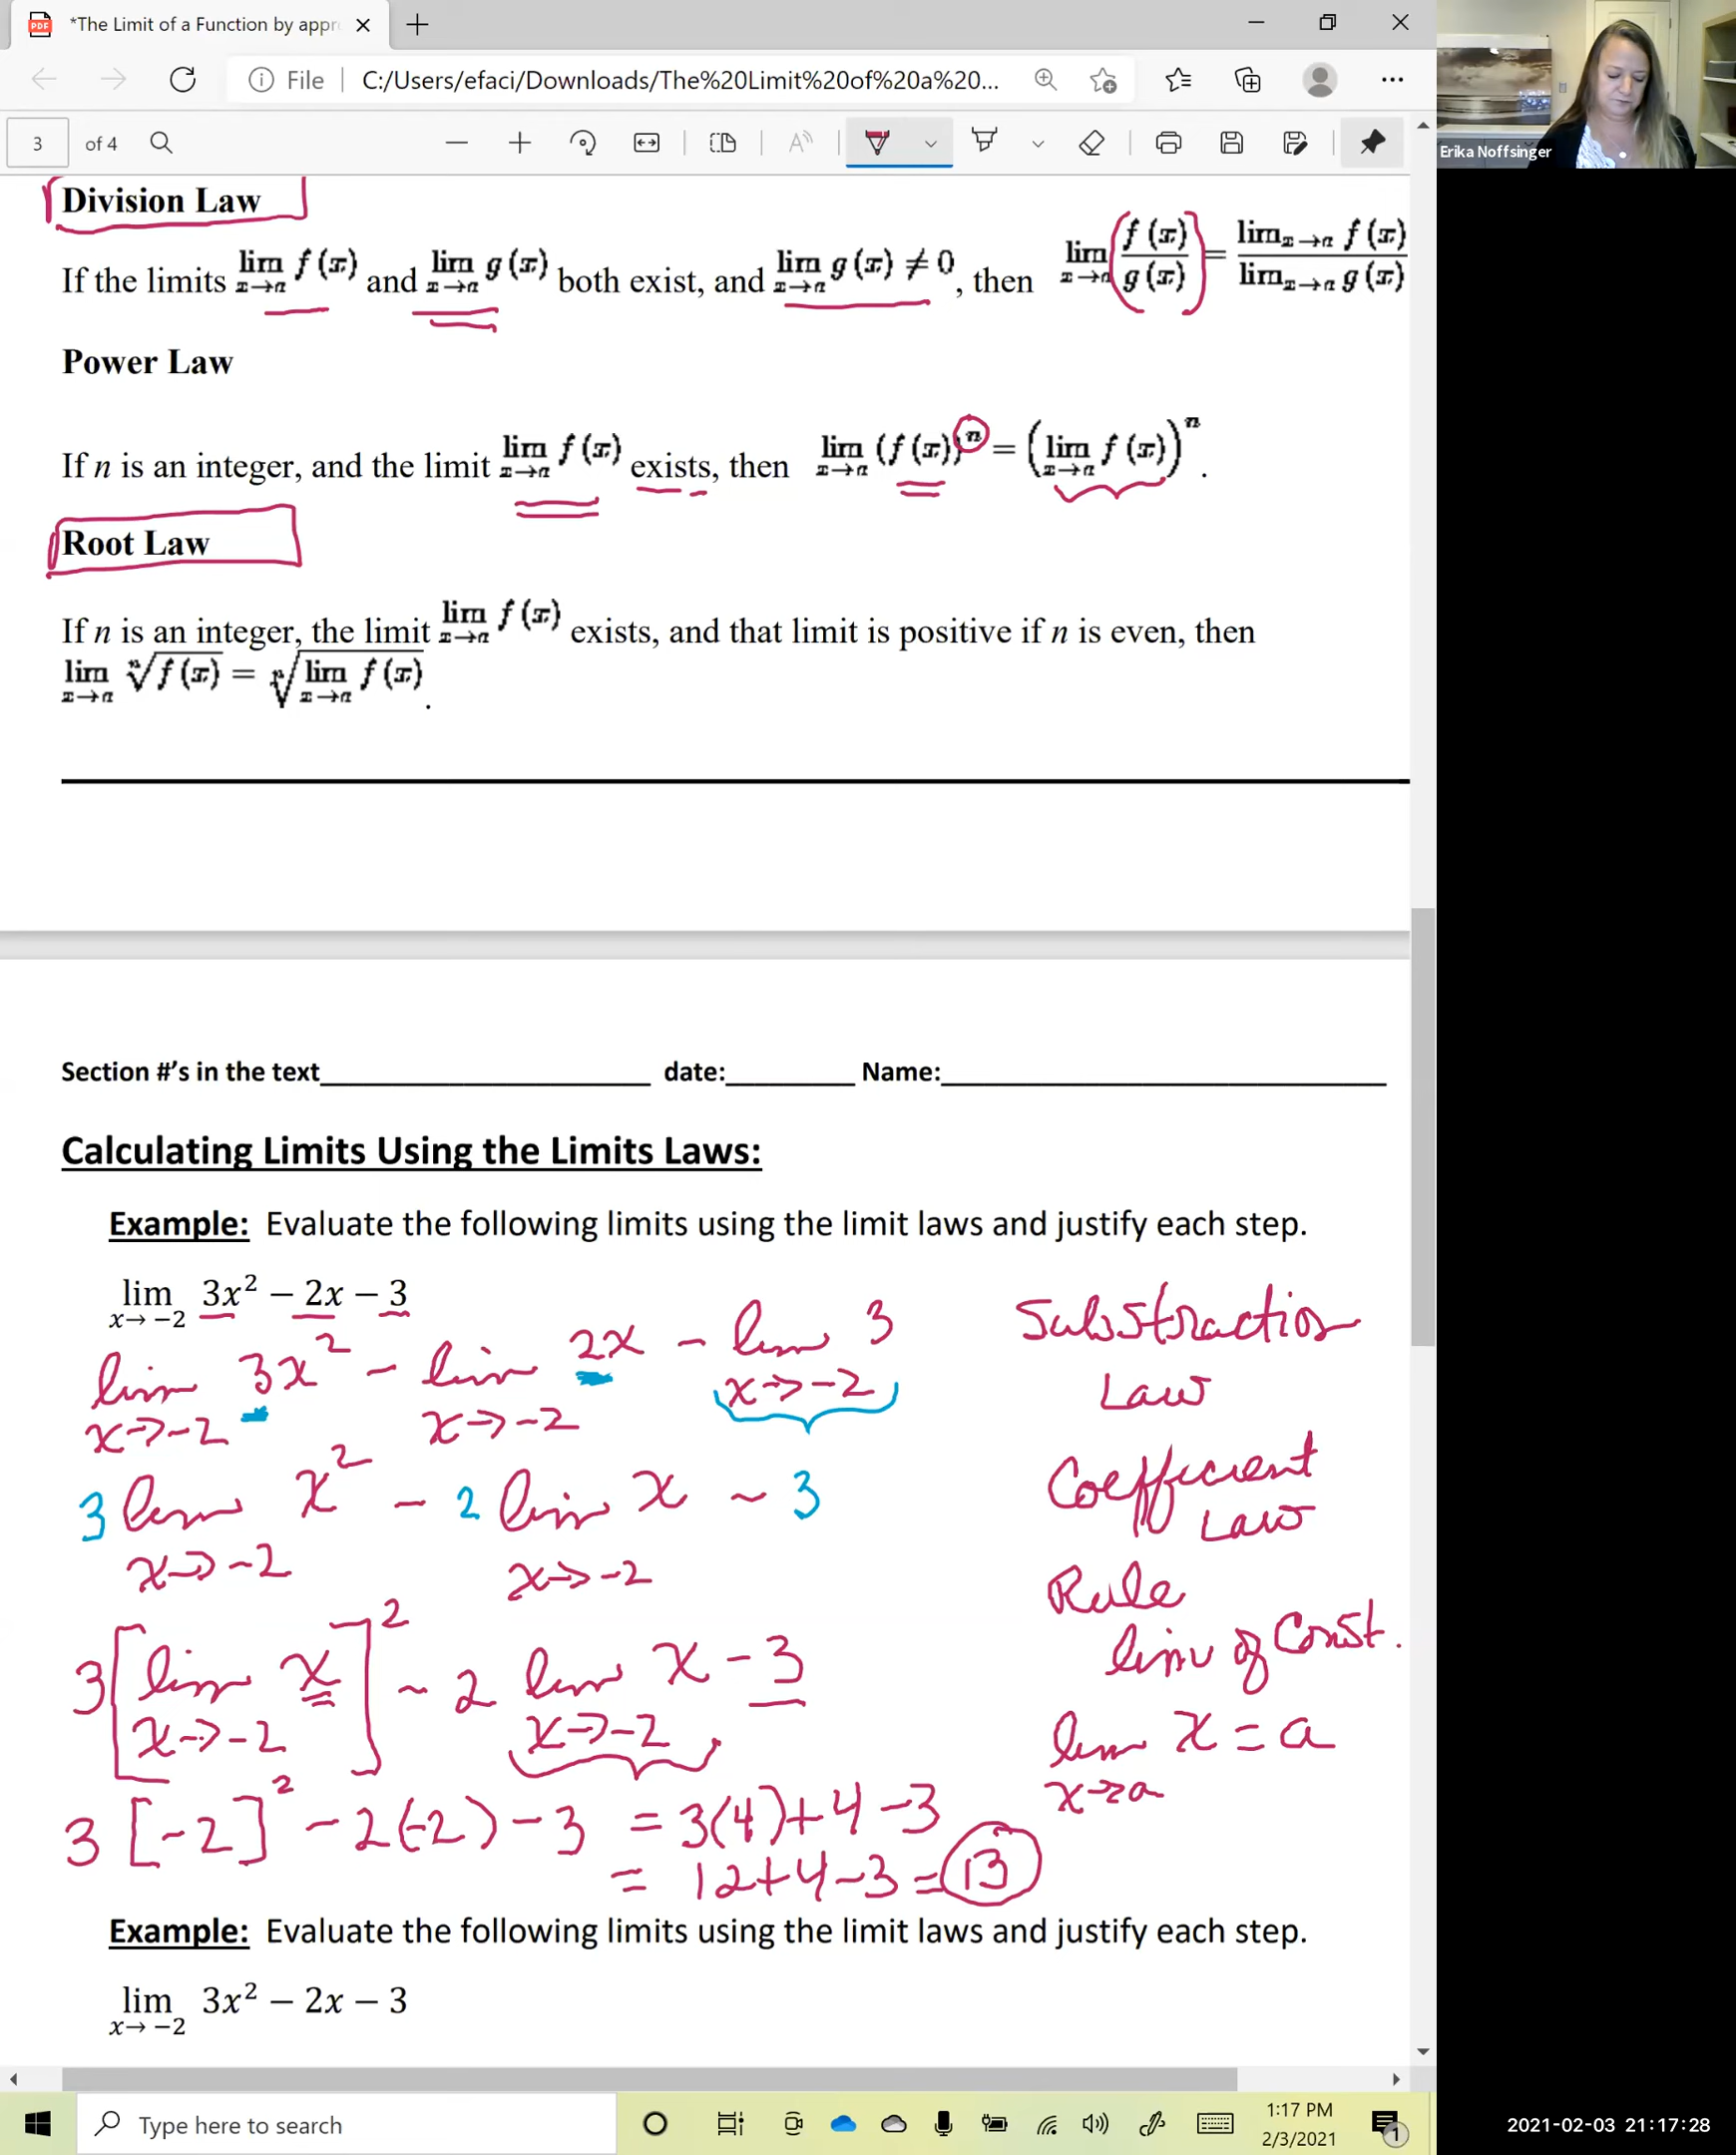 *The Limit of a Function by appr
File C:/Users/efaci/Downloads/The%20Limit%20of%20a%20...
3 of 4
Erika Noffsinger
Division Law
If the limits lim x→a f (x) and lim x→a g (x) both exist, and lim x→a g (x) ≠ 0 , then lim x→a (f (x) / g (x)) = lim x→a f (x) / lim x→a g (x)
Power Law
If n is an integer, and the limit lim x→a f (x) exists, then lim x→a (f (x))^n = (lim x→a f (x))^n .
Root Law
If n is an integer, the limit lim x→a f (x) exists, and that limit is positive if n is even, then
lim x→a ⁿ√f (x) = ⁿ√lim x→a f (x) .
Section #'s in the text__________ date:__________ Name:__________
Calculating Limits Using the Limits Laws:
Example: Evaluate the following limits using the limit laws and justify each step.
lim x→ −2 3x² − 2x − 3
lim x→-2 3x² - lim x→-2 2x - lim x→-2 3
Substraction
Law
3 lim x→-2 x² - 2 lim x→-2 x - 3
Coefficient
Law
Rule
lim of Const.
3 [lim x→-2 x]² - 2 lim x→-2 x - 3
lim x→a x = a
3 [-2]² - 2(-2) - 3 = 3(4)+4-3
= 12+4-3 = 13
Example: Evaluate the following limits using the limit laws and justify each step.
lim x→ −2 3x² − 2x − 3
Type here to search
1:17 PM
2/3/2021
1
2021-02-03 21:17:28